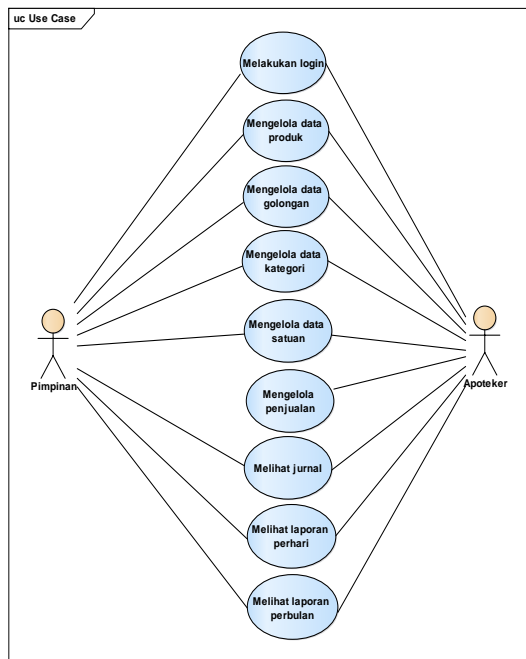 uc Use Case
Melakukan login
Mengelola data
produk
Mengelola data
golongan
Mengelola data
kategori
Mengelola data
satuan
Pimpinan
Apoteker
Mengelola
penjualan
Melihat jurnal
Melihat laporan
perhari
Melihat laporan
perbulan